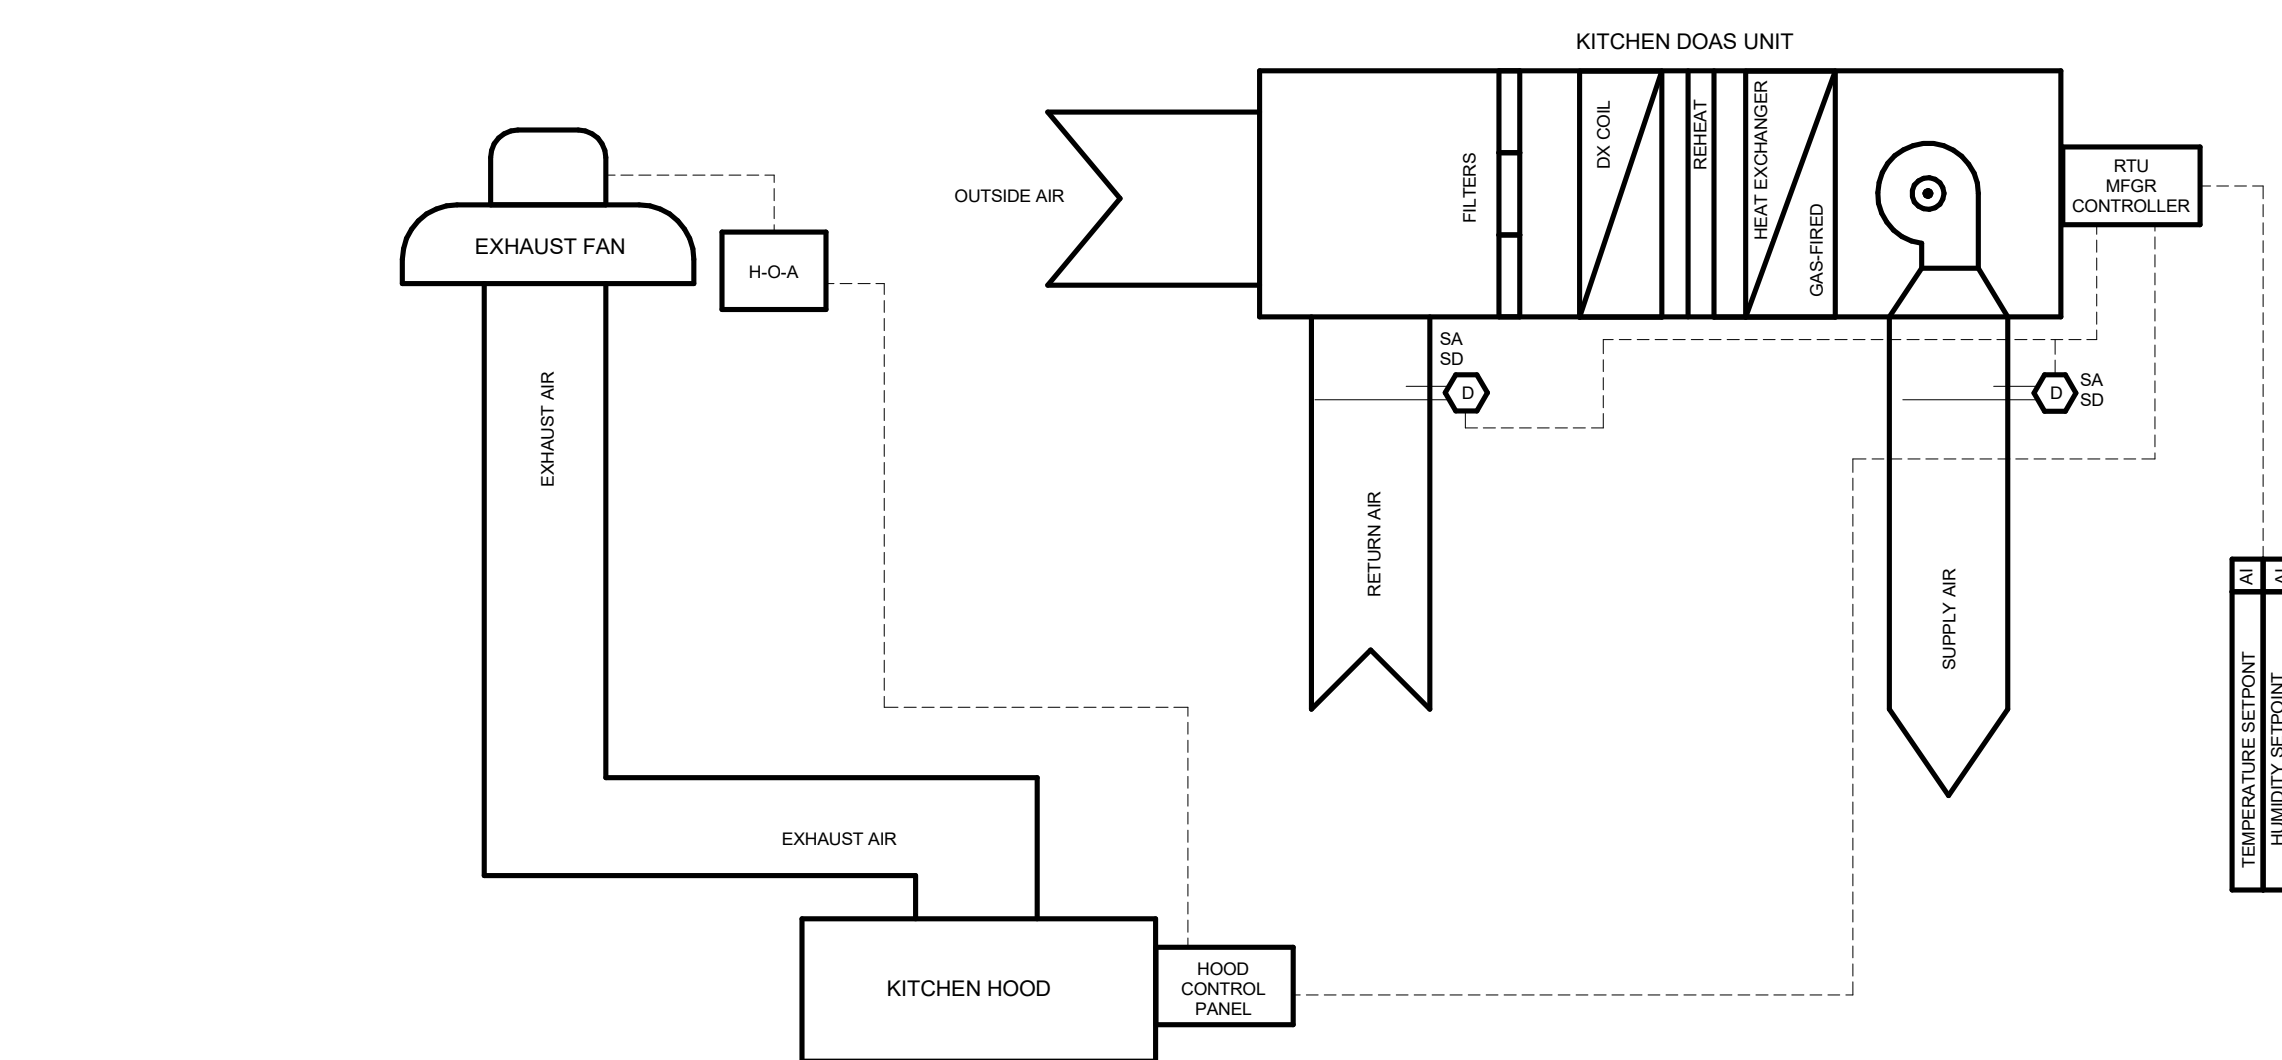 KITCHEN DOAS UNIT
OUTSIDE AIR
FILTERS
DX COIL
REHEAT
HEAT EXCHANGER
GAS-FIRED
RTU
MFGR
CONTROLLER
EXHAUST FAN
H-O-A
EXHAUST AIR
SA
SD
D
D
SA
SD
RETURN AIR
SUPPLY AIR
AI
TEMPERATURE SETPONT
HUMIDITY SETPOINT
EXHAUST AIR
KITCHEN HOOD
HOOD
CONTROL
PANEL